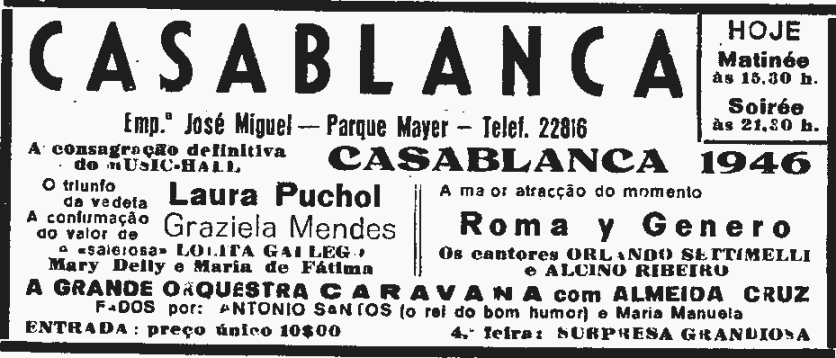 CASABLANCA
HOJE
Matinée
às 15,30 h.
Soirée
às 21,30 h.
Emp.ª José Miguel — Parque Mayer — Telef. 22816
A consagração definitiva
do MUSIC-HALL
CASABLANCA 1946
O triunfo
da vedeta
Laura Puchol
A confirmação
do valor de
Graziela Mendes
a «salerosa» LOLITA GALLEGO
Mary Delly e Maria de Fátima
A maior atracção do momento
Roma y Genero
Os cantores ORLANDO SETTIMELLI
e ALCINO RIBEIRO
A GRANDE ORQUESTRA CARAVANA com ALMEIDA CRUZ
FADOS por: ANTONIO SANTOS (o rei do bom humor) e Maria Manuela
ENTRADA: preço único 10$00
4.ª feira: SURPRESA GRANDIOSA